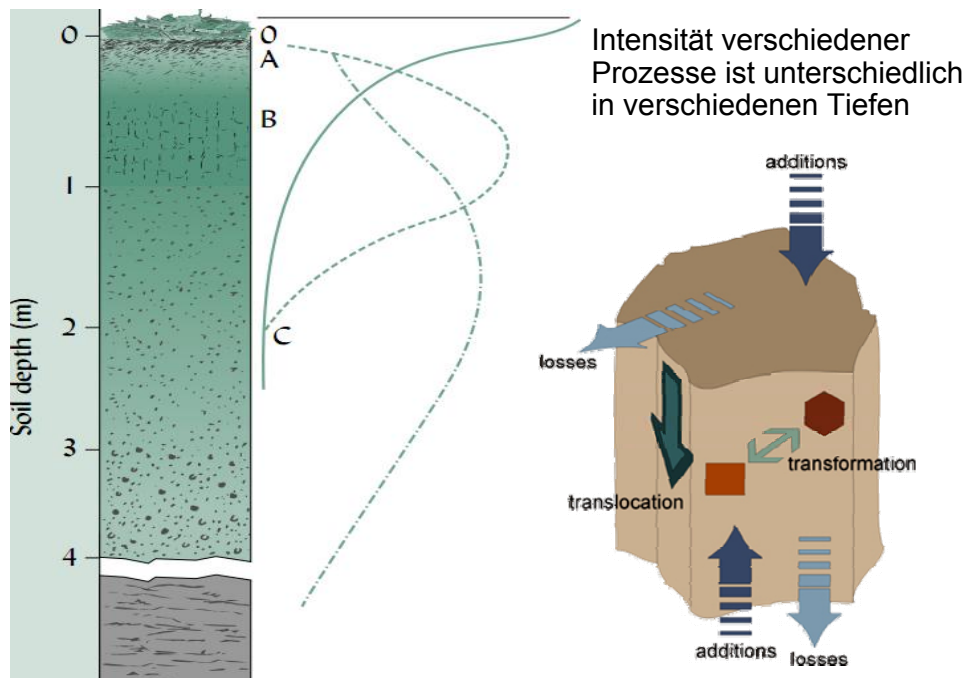 Intensität verschiedener
Prozesse ist unterschiedlich
in verschiedenen Tiefen
Soil depth (m)
0
1
2
3
4
O
A
B
C
additions
losses
translocation
transformation
additions
losses